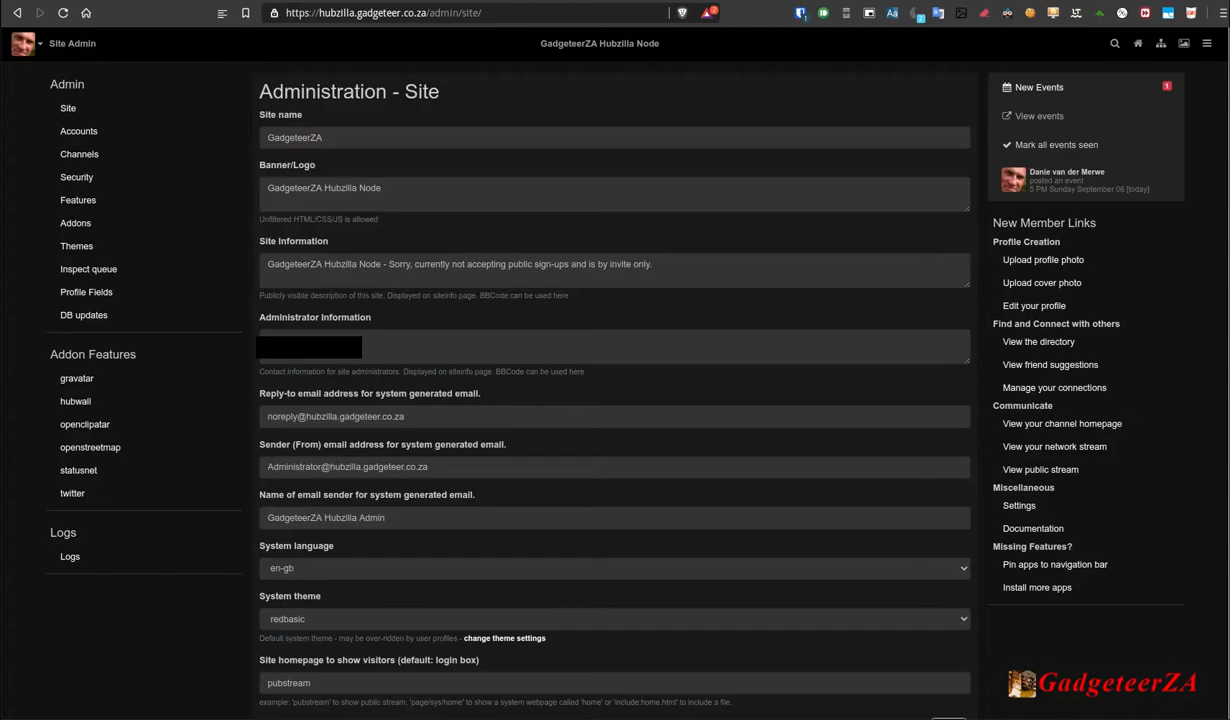 https://hubzilla.gadgeteer.co.za/admin/site/
Site Admin
GadgeteerZA Hubzilla Node
Admin
Site
Accounts
Channels
Security
Features
Addons
Themes
Inspect queue
Profile Fields
DB updates
Addon Features
gravatar
hubwall
openclipatar
openstreetmap
statusnet
twitter
Logs
Logs
Administration - Site
Site name
GadgeteerZA
Banner/Logo
GadgeteerZA Hubzilla Node
Unfiltered HTML/CSS/JS is allowed
Site Information
GadgeteerZA Hubzilla Node - Sorry, currently not accepting public sign-ups and is by invite only.
Publicly visible description of this site. Displayed on siteinfo page. BBCode can be used here
Administrator Information
Contact information for site administrators. Displayed on siteinfo page. BBCode can be used here
Reply-to email address for system generated email.
noreply@hubzilla.gadgeteer.co.za
Sender (From) email address for system generated email.
Administrator@hubzilla.gadgeteer.co.za
Name of email sender for system generated email.
GadgeteerZA Hubzilla Admin
System language
en-gb
System theme
redbasic
Default system theme - may be over-ridden by user profiles - change theme settings
Site homepage to show visitors (default: login box)
pubstream
example: 'pubstream' to show public stream, 'page/sys/home' to show a system webpage called 'home' or 'include:home.html' to include a file.
New Events
1
View events
Mark all events seen
Danie van der Merwe
posted an event
5 PM Sunday September 06 [today]
New Member Links
Profile Creation
Upload profile photo
Upload cover photo
Edit your profile
Find and Connect with others
View the directory
View friend suggestions
Manage your connections
Communicate
View your channel homepage
View your network stream
View public stream
Miscellaneous
Settings
Documentation
Missing Features?
Pin apps to navigation bar
Install more apps
GadgeteerZA